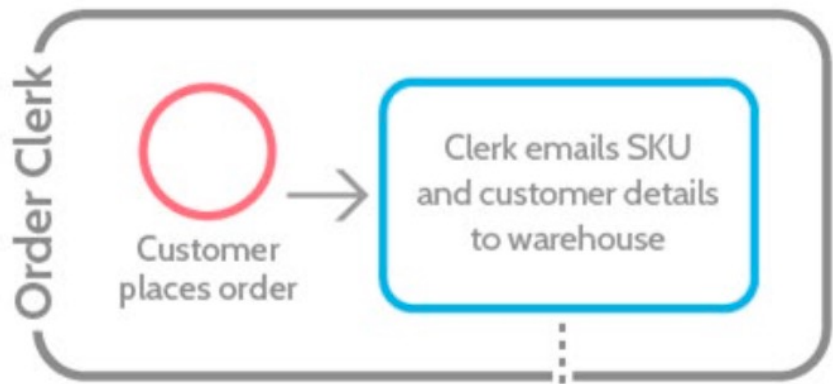 Order Clerk
Customer
places order
Clerk emails SKU
and customer details
to warehouse